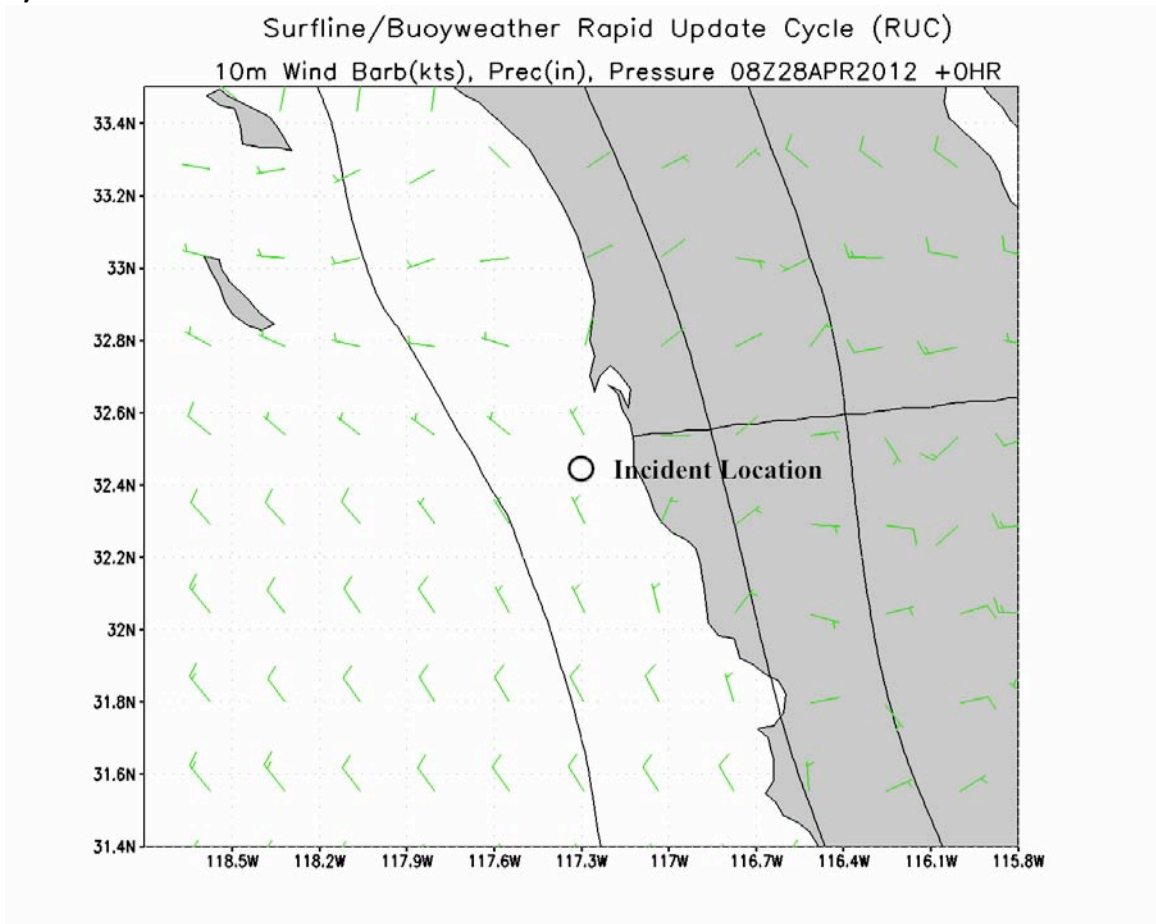 Surfline/Buoyweather Rapid Update Cycle (RUC)
10m Wind Barb(kts), Prec(in), Pressure 08Z28APR2012 +0HR
33.4N
33.2N
33N
32.8N
32.6N
32.4N
Incident Location
32.2N
32N
31.8N
31.6N
31.4N
118.5W 118.2W 117.9W 117.6W 117.3W 117W 116.7W 116.4W 116.1W 115.8W